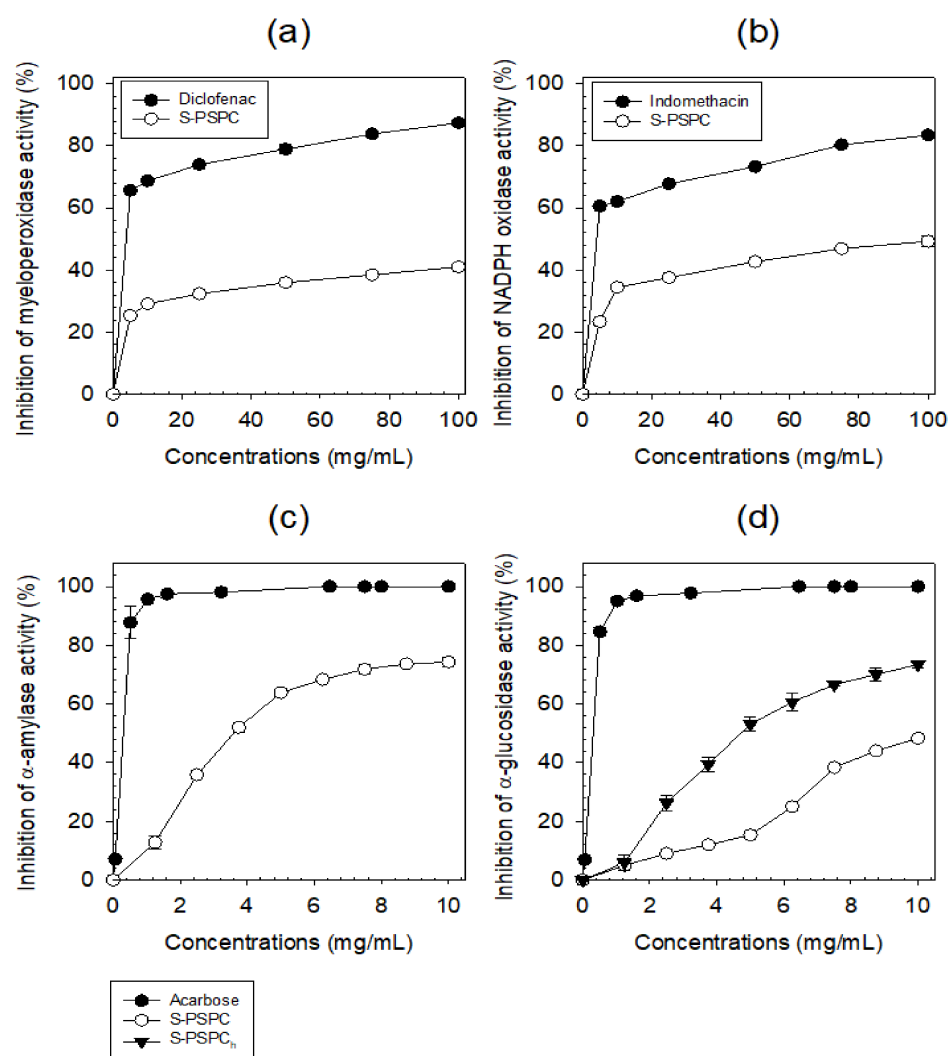 (a)
Inhibition of myeloperoxidase activity (%)
100
80
60
40
20
0
Diclofenac
S-PSPC
0 20 40 60 80 100
Concentrations (mg/mL)
(b)
Inhibition of NADPH oxidase activity (%)
100
80
60
40
20
0
Indomethacin
S-PSPC
0 20 40 60 80 100
Concentrations (mg/mL)
(c)
Inhibition of α-amylase activity (%)
100
80
60
40
20
0
0 2 4 6 8 10
Concentrations (mg/mL)
(d)
Inhibition of α-glucosidase activity (%)
100
80
60
40
20
0
0 2 4 6 8 10
Concentrations (mg/mL)
Acarbose
S-PSPC
S-PSPCh